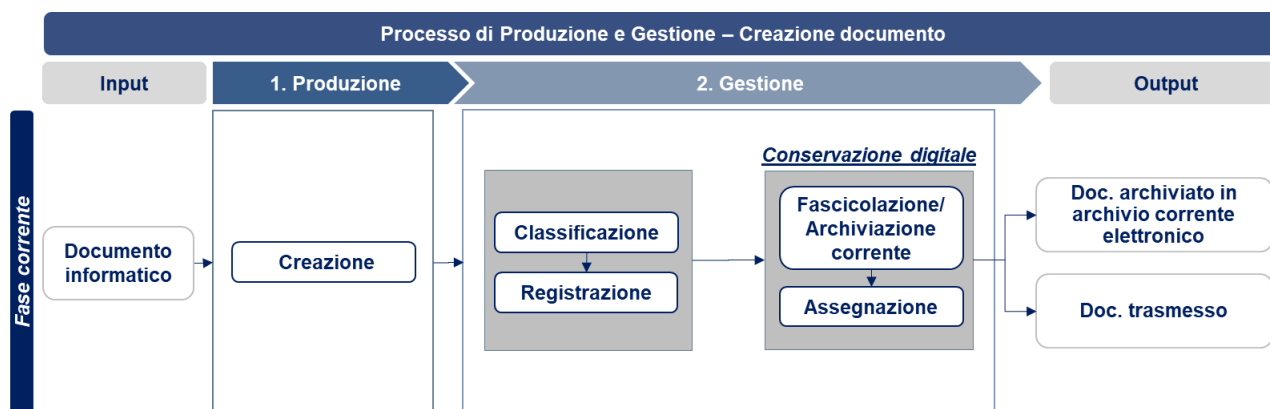 Processo di Produzione e Gestione – Creazione documento
Input
1. Produzione
2. Gestione
Output
Fase corrente
Documento
informatico
Creazione
Classificazione
Registrazione
Conservazione digitale
Fascicolazione/
Archiviazione
corrente
Assegnazione
Doc. archiviato in
archivio corrente
elettronico
Doc. trasmesso